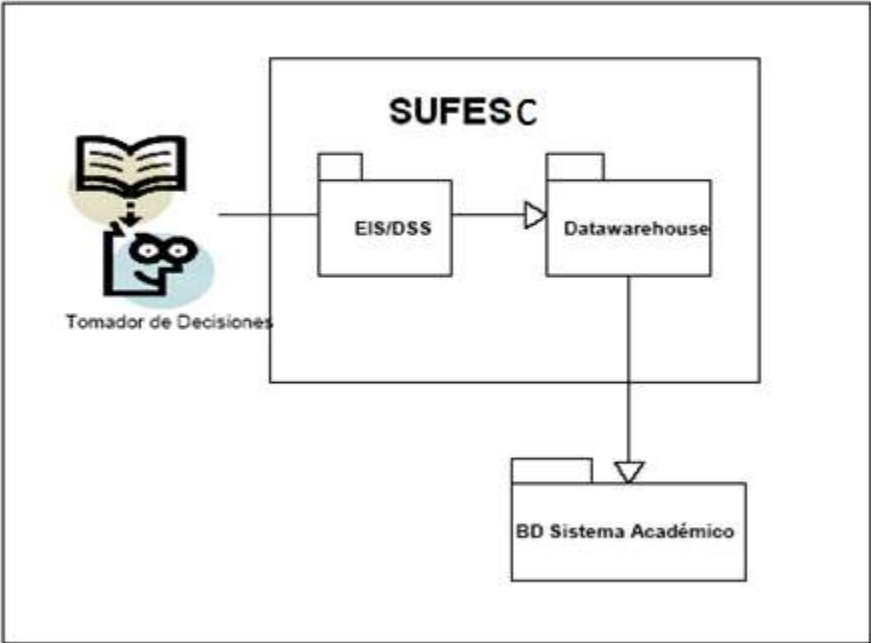 SUFESC
EIS/DSS
Datawarehouse
Tomador de Decisiones
BD Sistema Académico